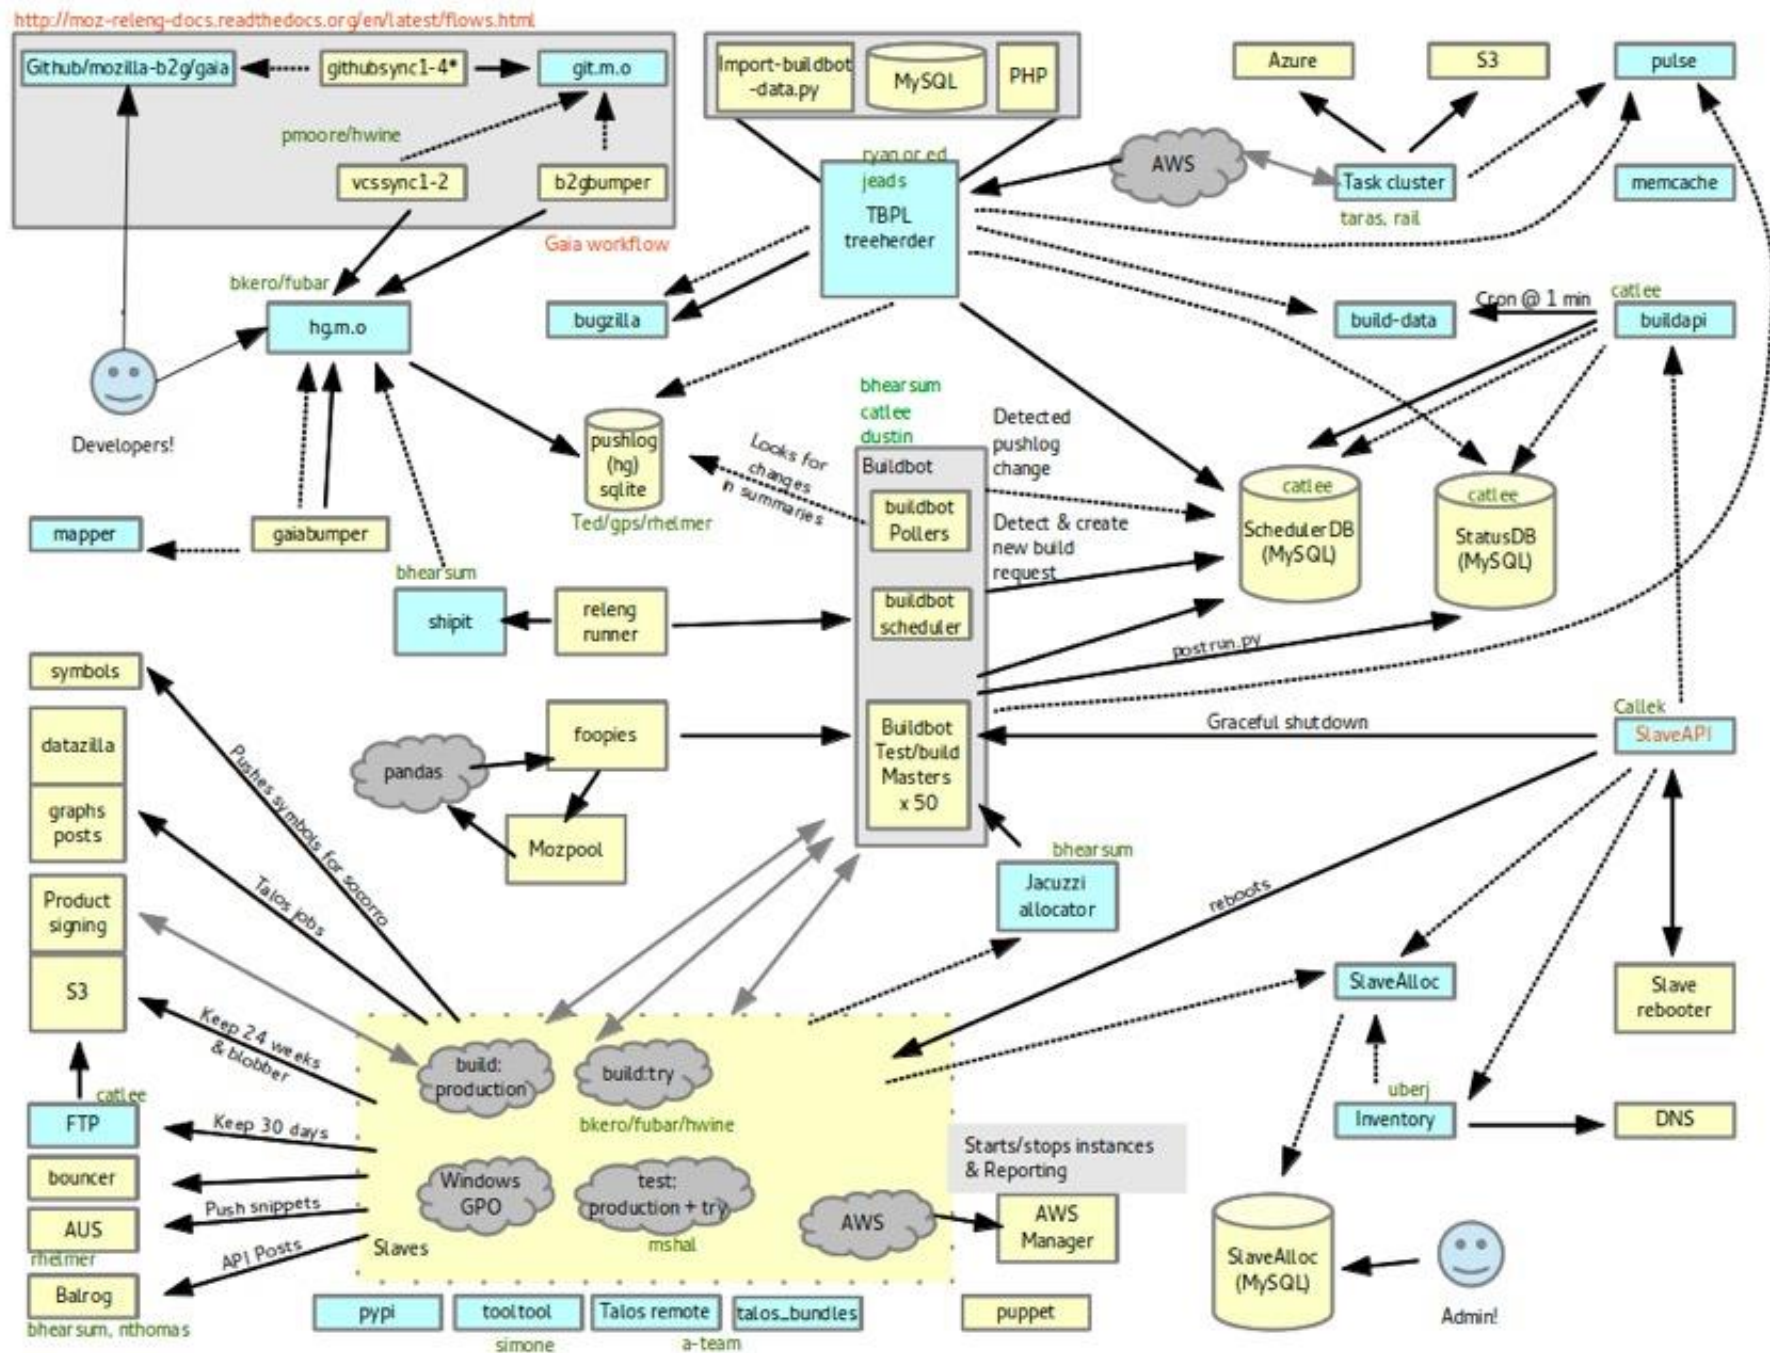 http://moz-releng-docs.readthedocs.org/en/latest/flows.html
Github/mozilla-b2g/gaia
githubsync1-4*
git.m.o
pmoore/hwine
vcssync1-2
b2gbumper
Gaia workflow
Import-buildbot
-data.py
MySQL
PHP
ryan or ed
jeads
TBPL
treeherder
AWS
Azure
S3
pulse
Task cluster
taras, rail
memcache
bkero/fubar
hg.m.o
bugzilla
build-data
Cron @ 1 min
catlee
buildapi
Developers!
pushlog
(hg)
sqlite
Ted/gps/rhelmer
Looks for
changes
in summaries
bhearsum
catlee
dustin
Buildbot
buildbot
Pollers
buildbot
scheduler
Buildbot
Test/build
Masters
x 50
Detected
pushlog
change
Detect & create
new build
request
catlee
SchedulerDB
(MySQL)
catlee
StatusDB
(MySQL)
postrun.py
mapper
gaiabumper
bhearsum
shipit
releng
runner
symbols
datazilla
graphs
posts
Product
signing
S3
Pushes symbols for socorro
Talos jobs
Keep 24 weeks
& blobber
pandas
foopies
Mozpool
Graceful shutdown
Callek
SlaveAPI
bhearsum
Jacuzzi
allocator
reboots
SlaveAlloc
Slave
rebooter
catlee
FTP
Keep 30 days
bouncer
AUS
Push snippets
rhelmer
API Posts
Balrog
bhearsum, nthomas
build:
production
build:try
bkero/fubar/hwine
Windows
GPO
test:
production + try
mshal
AWS
Slaves
Starts/stops instances
& Reporting
AWS
Manager
uberj
Inventory
DNS
SlaveAlloc
(MySQL)
Admin!
pypi
tooltool
simone
Talos remote
a-team
talos_bundles
puppet